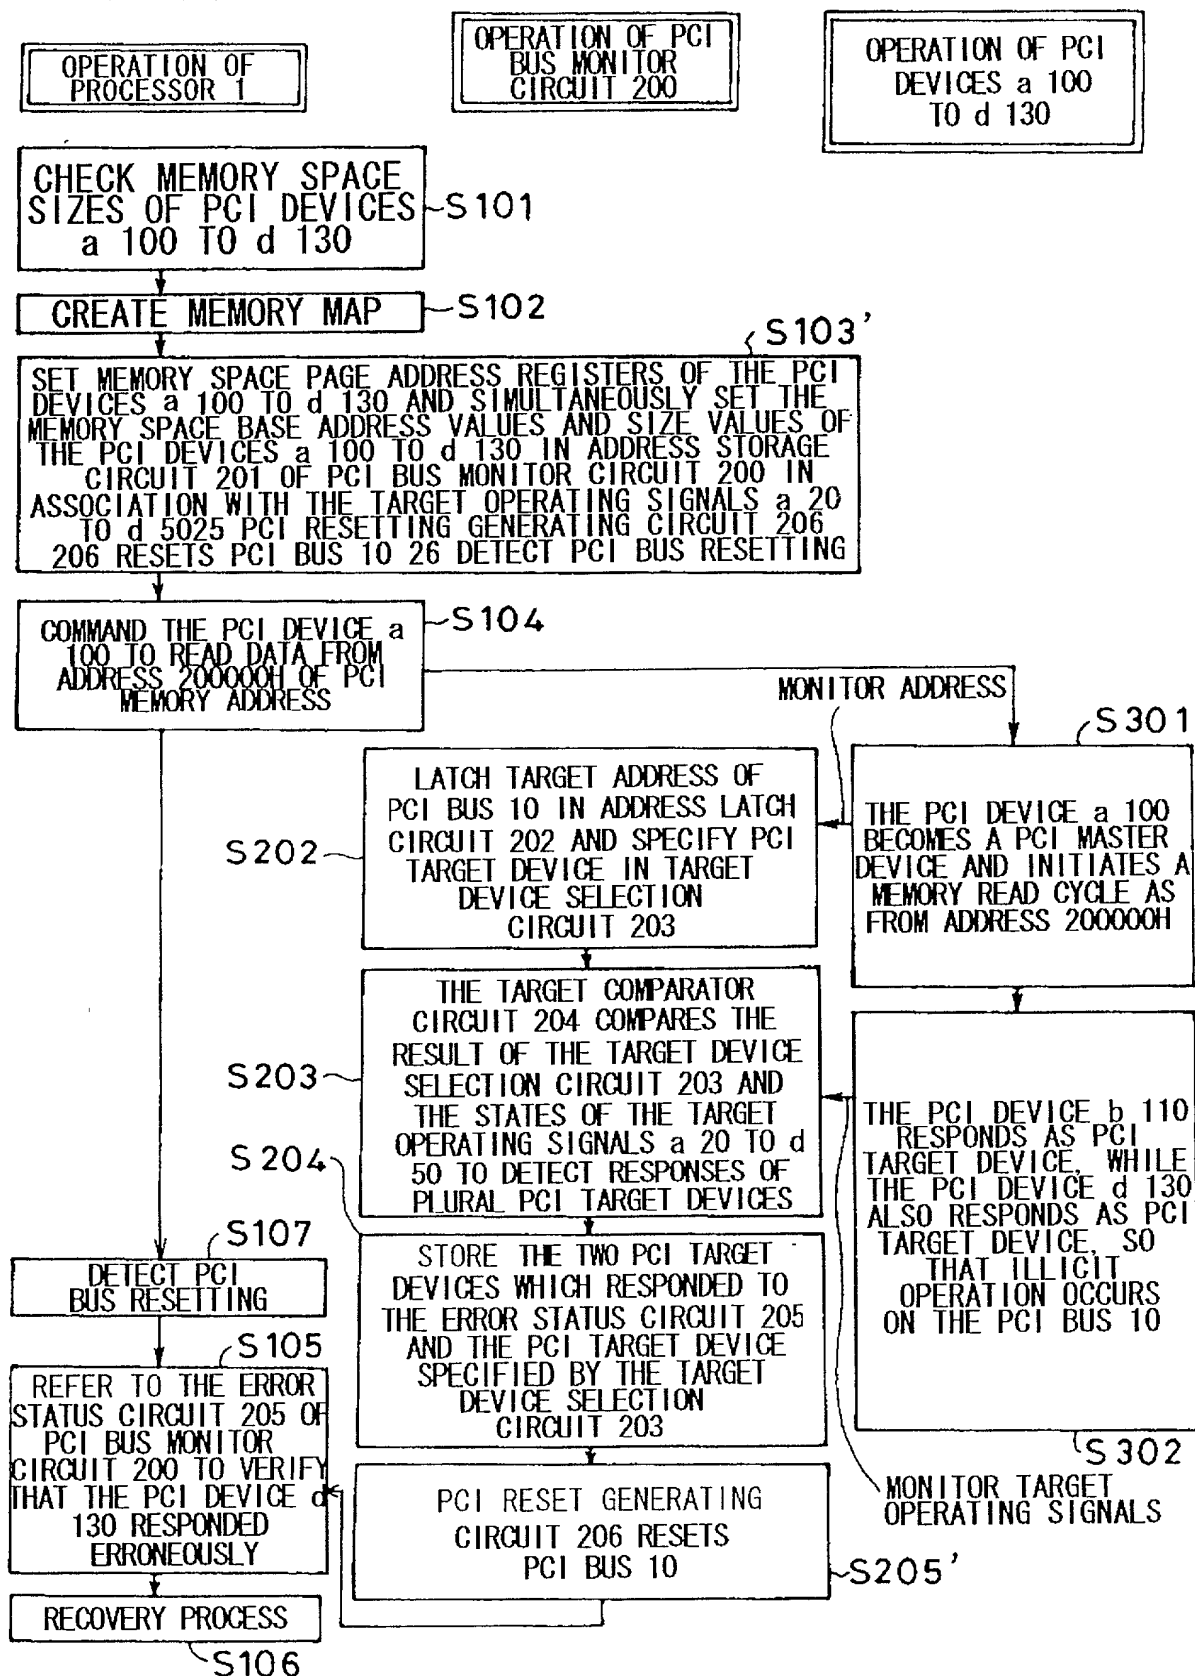 OPERATION OF
PROCESSOR 1
OPERATION OF PCI
BUS MONITOR
CIRCUIT 200
OPERATION OF PCI
DEVICES a 100
TO d 130
CHECK MEMORY SPACE
SIZES OF PCI DEVICES
a 100 TO d 130
S101
CREATE MEMORY MAP
S102
S103'
SET MEMORY SPACE PAGE ADDRESS REGISTERS OF THE PCI
DEVICES a 100 TO d 130 AND SIMULTANEOUSLY SET THE
MEMORY SPACE BASE ADDRESS VALUES AND SIZE VALUES OF
THE PCI DEVICES a 100 TO d 130 IN ADDRESS STORAGE
CIRCUIT 201 OF PCI BUS MONITOR CIRCUIT 200 IN
ASSOCIATION WITH THE TARGET OPERATING SIGNALS a 20
TO d 5025 PCI RESETTING GENERATING CIRCUIT 206
206 RESETS PCI BUS 10 26 DETECT PCI BUS RESETTING
COMMAND THE PCI DEVICE a
100 TO READ DATA FROM
ADDRESS 200000H OF PCI
MEMORY ADDRESS
S104
MONITOR ADDRESS
S301
THE PCI DEVICE a 100
BECOMES A PCI MASTER
DEVICE AND INITIATES A
MEMORY READ CYCLE AS
FROM ADDRESS 200000H
LATCH TARGET ADDRESS OF
PCI BUS 10 IN ADDRESS LATCH
CIRCUIT 202 AND SPECIFY PCI
TARGET DEVICE IN TARGET
DEVICE SELECTION
CIRCUIT 203
S202
THE TARGET COMPARATOR
CIRCUIT 204 COMPARES THE
RESULT OF THE TARGET DEVICE
SELECTION CIRCUIT 203 AND
THE STATES OF THE TARGET
OPERATING SIGNALS a 20 TO d
50 TO DETECT RESPONSES OF
PLURAL PCI TARGET DEVICES
S203
THE PCI DEVICE b 110
RESPONDS AS PCI
TARGET DEVICE, WHILE
THE PCI DEVICE d 130
ALSO RESPONDS AS PCI
TARGET DEVICE, SO
THAT ILLICIT
OPERATION OCCURS
ON THE PCI BUS 10
S302
S204
STORE THE TWO PCI TARGET
DEVICES WHICH RESPONDED TO
THE ERROR STATUS CIRCUIT 205
AND THE PCI TARGET DEVICE
SPECIFIED BY THE TARGET
DEVICE SELECTION
CIRCUIT 203
MONITOR TARGET
OPERATING SIGNALS
S107
DETECT PCI
BUS RESETTING
S105
REFER TO THE ERROR
STATUS CIRCUIT 205 OF
PCI BUS MONITOR
CIRCUIT 200 TO VERIFY
THAT THE PCI DEVICE d
130 RESPONDED
ERRONEOUSLY
PCI RESET GENERATING
CIRCUIT 206 RESETS
PCI BUS 10
S205'
RECOVERY PROCESS
S106